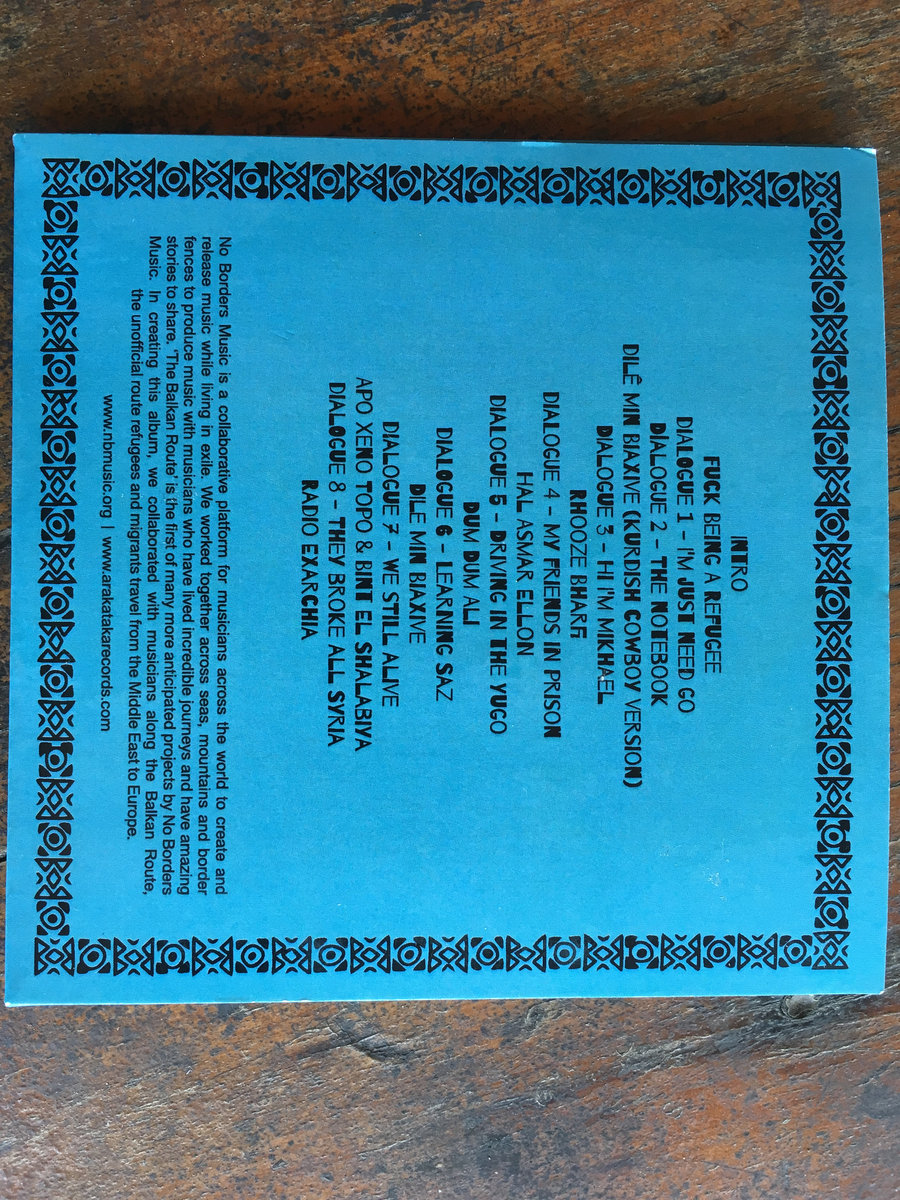 INTRO
FUCK BEING A REFUGEE
DIALOGUE 1 - I'M JUST NEED GO
DIALOGUE 2 - THE NOTEBOOK
DILÊ MIN BIAXIVE (KURDISH COWBOY VERSION)
DIALOGUE 3 - HI I'M MIKHAEL
RHOOZE BHARE
DIALOGUE 4 - MY FRIENDS IN PRISON
HAL ASMAR ELLON
DIALOGUE 5 - DRIVING IN THE YUGO
DUM DUM ALI
DIALOGUE 6 - LEARNING SAZ
DILE MIN BIAXIVE
DIALOGUE 7 - WE STILL ALIVE
APO XENO TOPO & BINT EL SHALABIYA
DIALOGUE 8 - THEY BROKE ALL SYRIA
RADIO EXARCHIA
No Borders Music is a collaborative platform for musicians across the world to create and
release music while living in exile. We worked together across seas, mountains and border
fences to produce music with musicians who have lived incredible journeys and have amazing
stories to share. 'The Balkan Route' is the first of many more anticipated projects by No Borders
Music. In creating this album, we collaborated with musicians along the Balkan Route,
the unofficial route refugees and migrants travel from the Middle East to Europe.
www.nbmusic.org | www.arakatakarecords.com